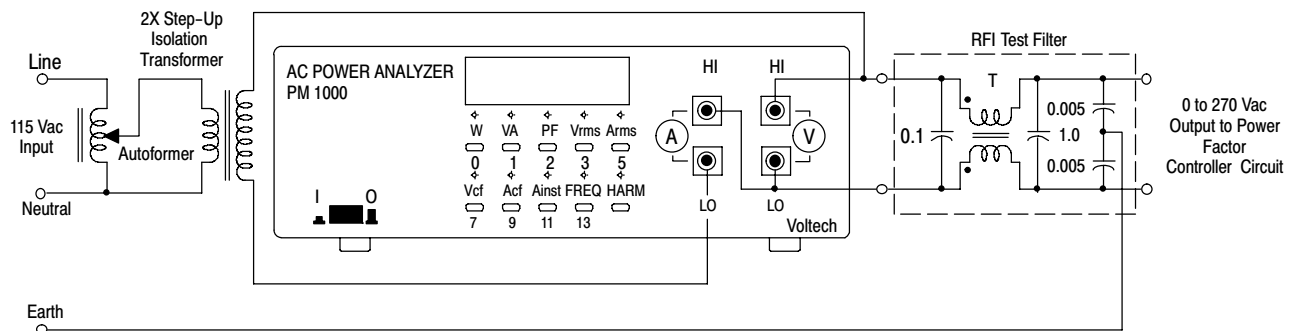 2X Step-Up
Isolation
Transformer
Line
115 Vac
Input
Autoformer
Neutral
Earth
AC POWER ANALYZER
PM 1000
W VA PF Vrms Arms
0 1 2 3 5
Vcf Acf Ainst FREQ HARM
7 9 11 13
I O
HI HI
A V
LO LO
Voltech
RFI Test Filter
T
0.1
1.0
0.005
0.005
0 to 270 Vac
Output to Power
Factor
Controller Circuit